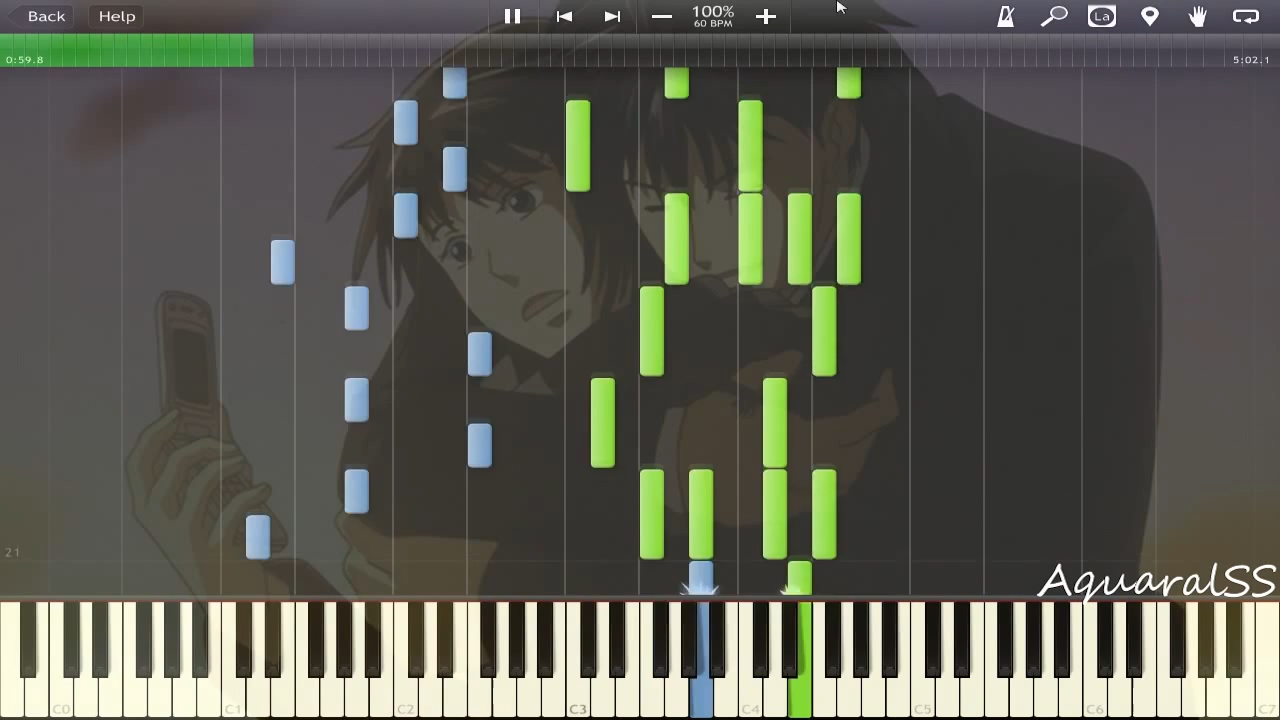 Back Help 100% La
60 BPM
0:59.8 5:02.1
21
AquaralSS
C0 C1 C2 C3 C4 C5 C6 C7